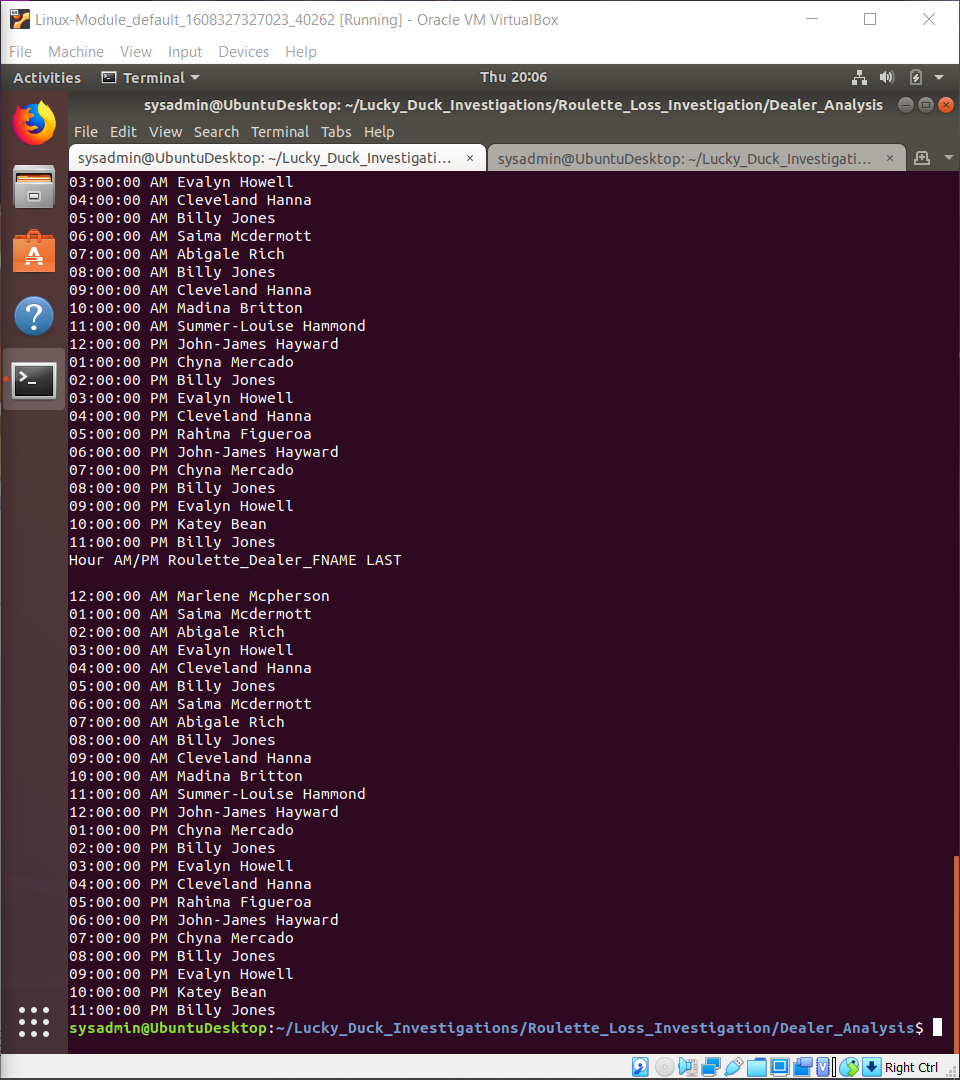 Linux-Module_default_1608327327023_40262 [Running] - Oracle VM VirtualBox
File Machine View Input Devices Help
Activities Terminal Thu 20:06
sysadmin@UbuntuDesktop: ~/Lucky_Duck_Investigations/Roulette_Loss_Investigation/Dealer_Analysis
File Edit View Search Terminal Tabs Help
sysadmin@UbuntuDesktop: ~/Lucky_Duck_Investigati... × sysadmin@UbuntuDesktop: ~/Lucky_Duck_Investigati... ×
03:00:00 AM Evalyn Howell
04:00:00 AM Cleveland Hanna
05:00:00 AM Billy Jones
06:00:00 AM Saima Mcdermott
07:00:00 AM Abigale Rich
08:00:00 AM Billy Jones
09:00:00 AM Cleveland Hanna
10:00:00 AM Madina Britton
11:00:00 AM Summer-Louise Hammond
12:00:00 PM John-James Hayward
01:00:00 PM Chyna Mercado
02:00:00 PM Billy Jones
03:00:00 PM Evalyn Howell
04:00:00 PM Cleveland Hanna
05:00:00 PM Rahima Figueroa
06:00:00 PM John-James Hayward
07:00:00 PM Chyna Mercado
08:00:00 PM Billy Jones
09:00:00 PM Evalyn Howell
10:00:00 PM Katey Bean
11:00:00 PM Billy Jones
Hour AM/PM Roulette_Dealer_FNAME LAST
12:00:00 AM Marlene Mcpherson
01:00:00 AM Saima Mcdermott
02:00:00 AM Abigale Rich
03:00:00 AM Evalyn Howell
04:00:00 AM Cleveland Hanna
05:00:00 AM Billy Jones
06:00:00 AM Saima Mcdermott
07:00:00 AM Abigale Rich
08:00:00 AM Billy Jones
09:00:00 AM Cleveland Hanna
10:00:00 AM Madina Britton
11:00:00 AM Summer-Louise Hammond
12:00:00 PM John-James Hayward
01:00:00 PM Chyna Mercado
02:00:00 PM Billy Jones
03:00:00 PM Evalyn Howell
04:00:00 PM Cleveland Hanna
05:00:00 PM Rahima Figueroa
06:00:00 PM John-James Hayward
07:00:00 PM Chyna Mercado
08:00:00 PM Billy Jones
09:00:00 PM Evalyn Howell
10:00:00 PM Katey Bean
11:00:00 PM Billy Jones
sysadmin@UbuntuDesktop:~/Lucky_Duck_Investigations/Roulette_Loss_Investigation/Dealer_Analysis$
Right Ctrl